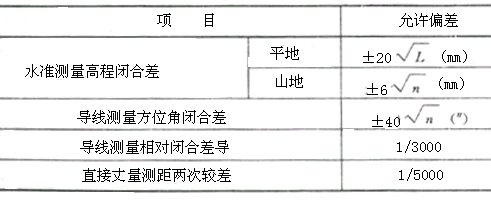 项 目 允许偏差
水准测量高程闭合差 平地 ±20√L (mm)
山地 ±6√n (mm)
导线测量方位角闭合差 ±40√n (″)
导线测量相对闭合差导 1/3000
直接丈量测距两次较差 1/5000